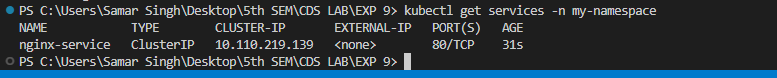 PS C:\Users\Samar Singh\Desktop\5th SEM\CDS LAB\EXP 9> kubectl get services -n my-namespace
NAME TYPE CLUSTER-IP EXTERNAL-IP PORT(S) AGE
nginx-service ClusterIP 10.110.219.139 <none> 80/TCP 31s
PS C:\Users\Samar Singh\Desktop\5th SEM\CDS LAB\EXP 9>